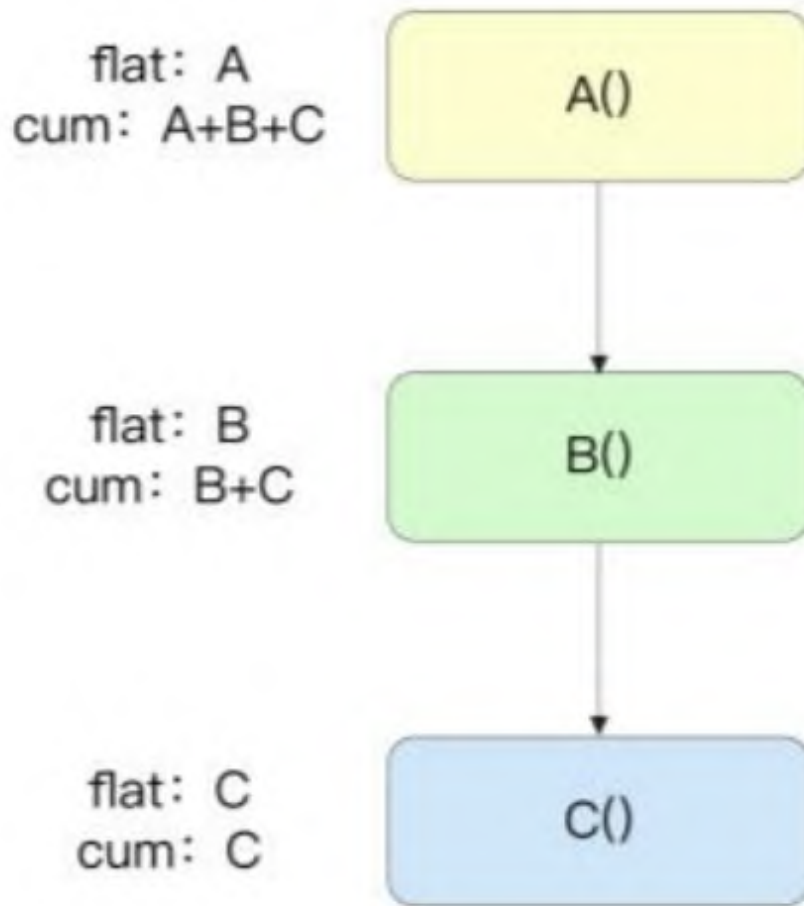 flat： A
cum： A+B+C
A()
flat： B
cum： B+C
B()
flat： C
cum： C
C()